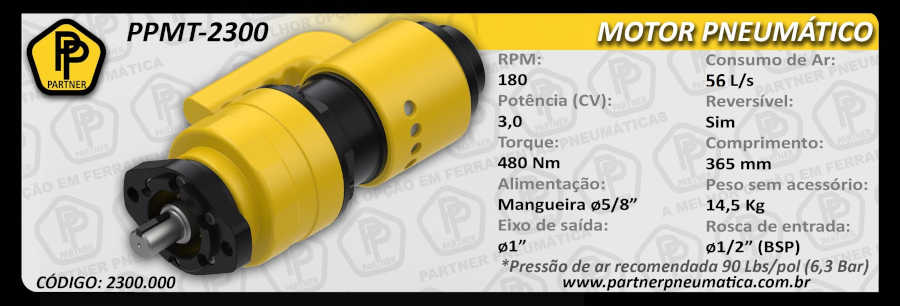 PPMT-2300
MOTOR PNEUMÁTICO
PP
PARTNER
RPM:
180
Potência (CV):
3,0
Torque:
480 Nm
Alimentação:
Mangueira ø5/8”
Eixo de saída:
ø1”
Consumo de Ar:
56 L/s
Reversível:
Sim
Comprimento:
365 mm
Peso sem acessório:
14,5 Kg
Rosca de entrada:
ø1/2” (BSP)
*Pressão de ar recomendada 90 Lbs/pol (6,3 Bar)
CÓDIGO: 2300.000
www.partnerpneumatica.com.br